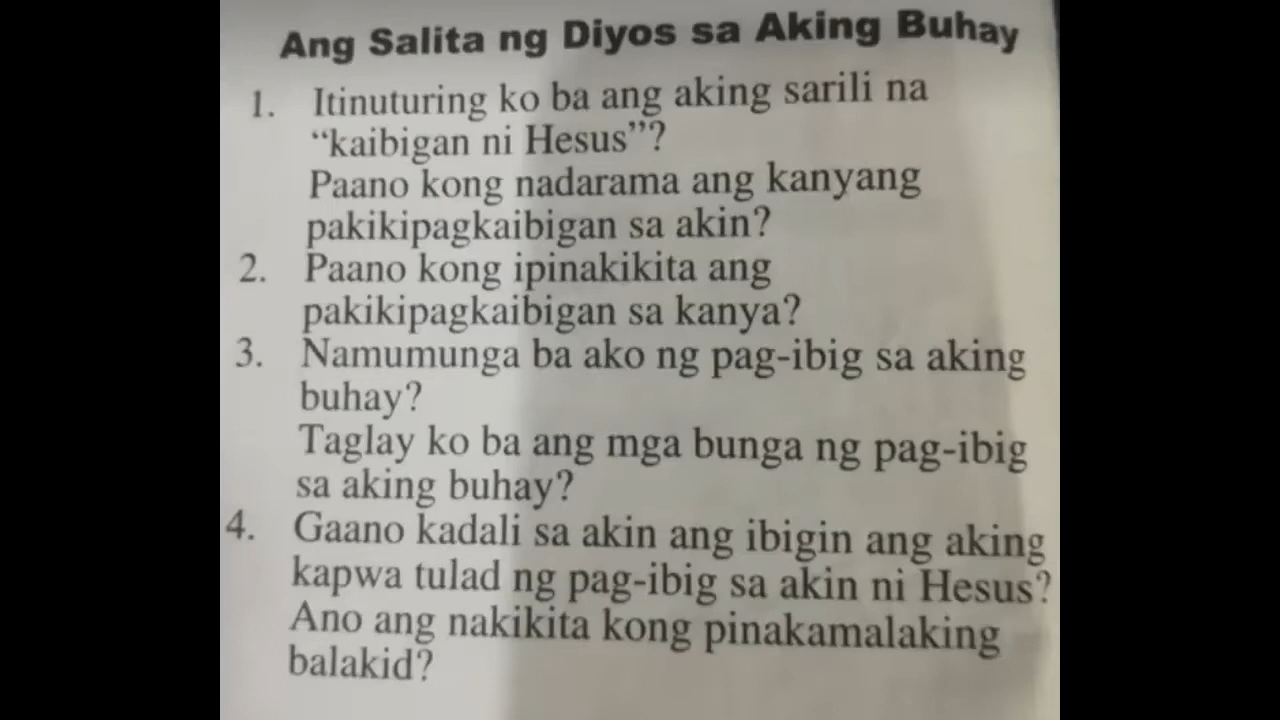 Ang Salita ng Diyos sa Aking Buhay
1. Itinuturing ko ba ang aking sarili na
“kaibigan ni Hesus”?
Paano kong nadarama ang kanyang
pakikipagkaibigan sa akin?
2. Paano kong ipinakikita ang
pakikipagkaibigan sa kanya?
3. Namumunga ba ako ng pag-ibig sa aking
buhay?
Taglay ko ba ang mga bunga ng pag-ibig
sa aking buhay?
4. Gaano kadali sa akin ang ibigin ang aking
kapwa tulad ng pag-ibig sa akin ni Hesus?
Ano ang nakikita kong pinakamalaking
balakid?